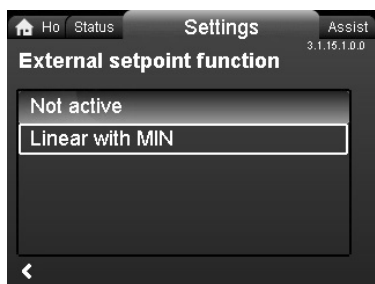 Ho Status Settings Assist
3.1.15.1.0.0
External setpoint function
Not active
Linear with MIN